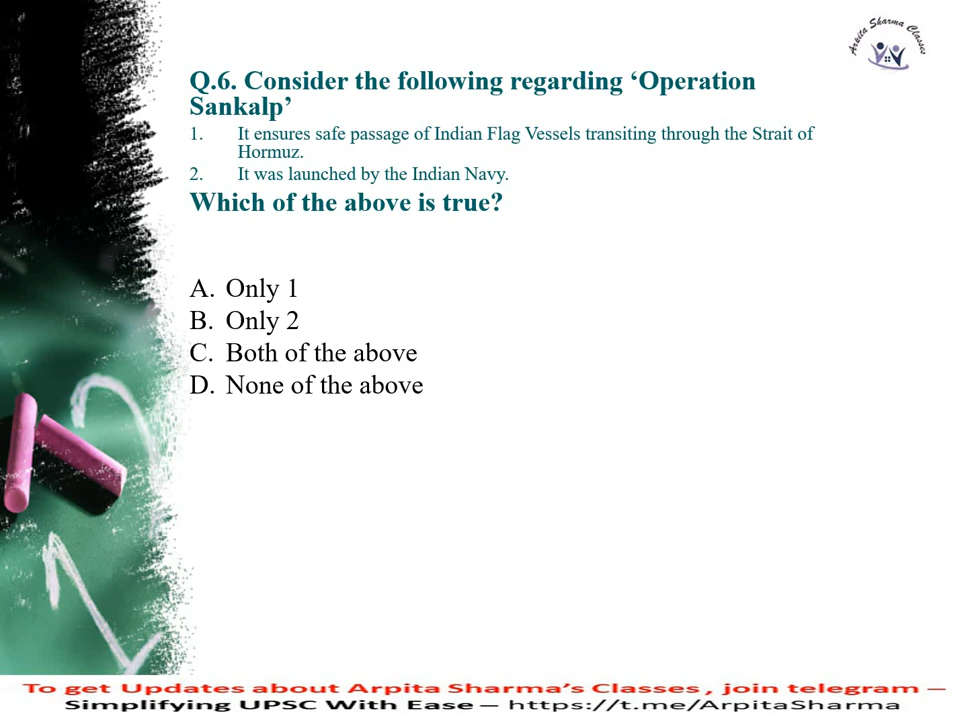 Arpita Sharma Classes
Q.6. Consider the following regarding ‘Operation
Sankalp’
1. It ensures safe passage of Indian Flag Vessels transiting through the Strait of
Hormuz.
2. It was launched by the Indian Navy.
Which of the above is true?
A. Only 1
B. Only 2
C. Both of the above
D. None of the above
To get Updates about Arpita Sharma’s Classes, join telegram –
Simplifying UPSC With Ease – https://t.me/ArpitaSharma